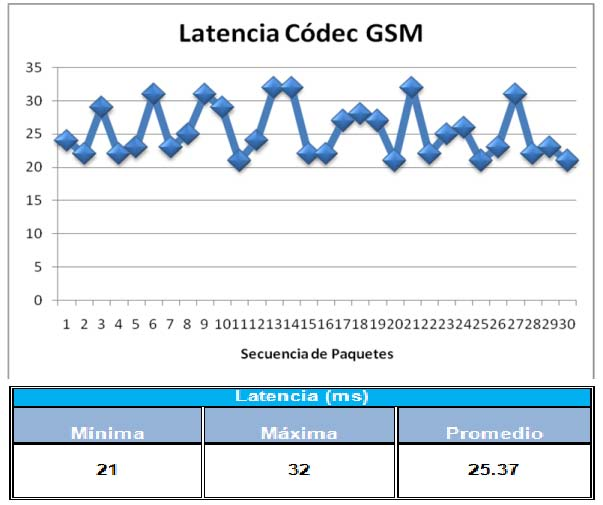 Latencia Códec GSM
35
30
25
20
15
10
5
0
1 2 3 4 5 6 7 8 9 10 11 12 13 14 15 16 17 18 19 20 21 22 23 24 25 26 27 28 29 30
Secuencia de Paquetes
Latencia (ms)
Mínima Máxima Promedio
21 32 25.37